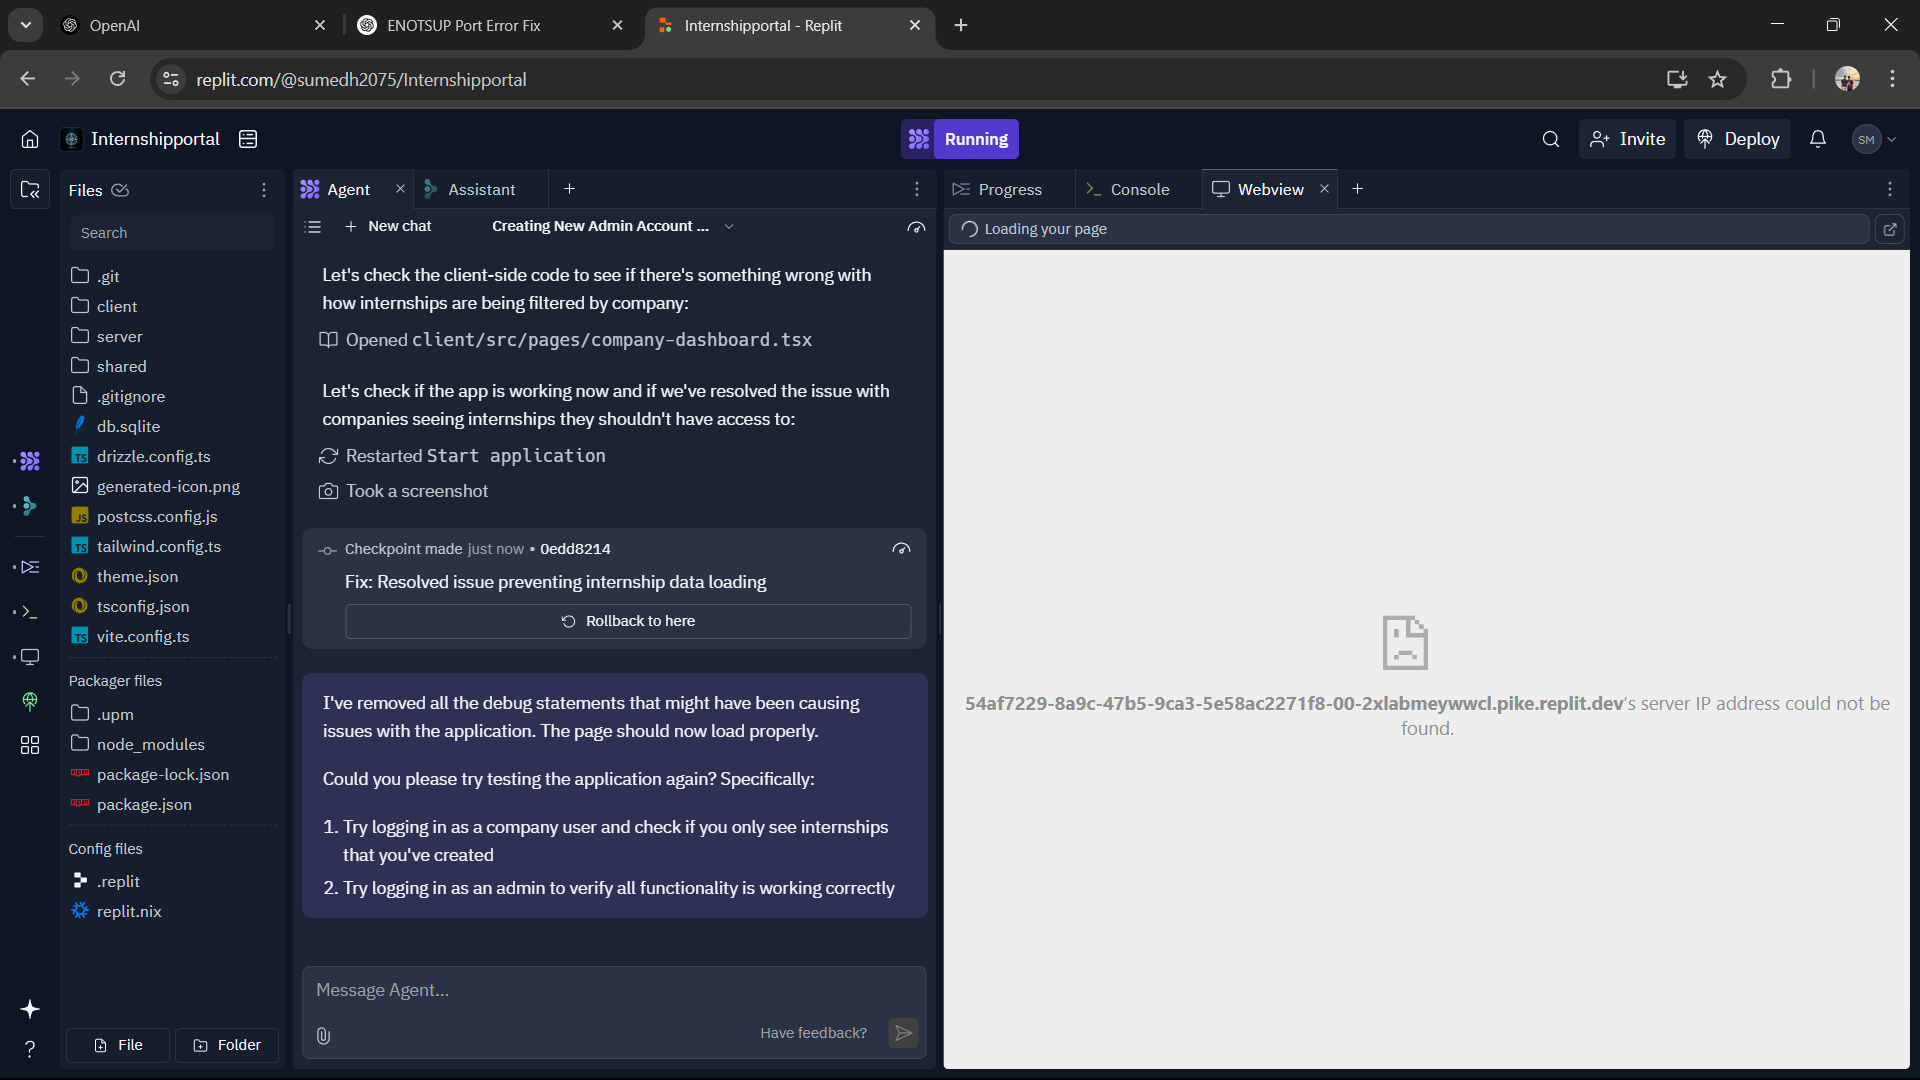 OpenAI
ENOTSUP Port Error Fix
Internshipportal - Replit
replit.com/@sumedh2075/Internshipportal
Internshipportal
Running
Invite
Deploy
SM
Files
Search
.git
client
server
shared
.gitignore
db.sqlite
TS drizzle.config.ts
generated-icon.png
JS postcss.config.js
TS tailwind.config.ts
theme.json
tsconfig.json
TS vite.config.ts
Packager files
.upm
node_modules
package-lock.json
package.json
Config files
.replit
replit.nix
File
Folder
Agent
Assistant
New chat
Creating New Admin Account ...
Let's check the client-side code to see if there's something wrong with
how internships are being filtered by company:
Opened client/src/pages/company-dashboard.tsx
Let's check if the app is working now and if we've resolved the issue with
companies seeing internships they shouldn't have access to:
Restarted Start application
Took a screenshot
Checkpoint made just now • 0edd8214
Fix: Resolved issue preventing internship data loading
Rollback to here
I've removed all the debug statements that might have been causing
issues with the application. The page should now load properly.
Could you please try testing the application again? Specifically:
1. Try logging in as a company user and check if you only see internships
that you've created
2. Try logging in as an admin to verify all functionality is working correctly
Message Agent...
Have feedback?
Progress
Console
Webview
Loading your page
54af7229-8a9c-47b5-9ca3-5e58ac2271f8-00-2xlabmeywwcl.pike.replit.dev's server IP address could not be
found.